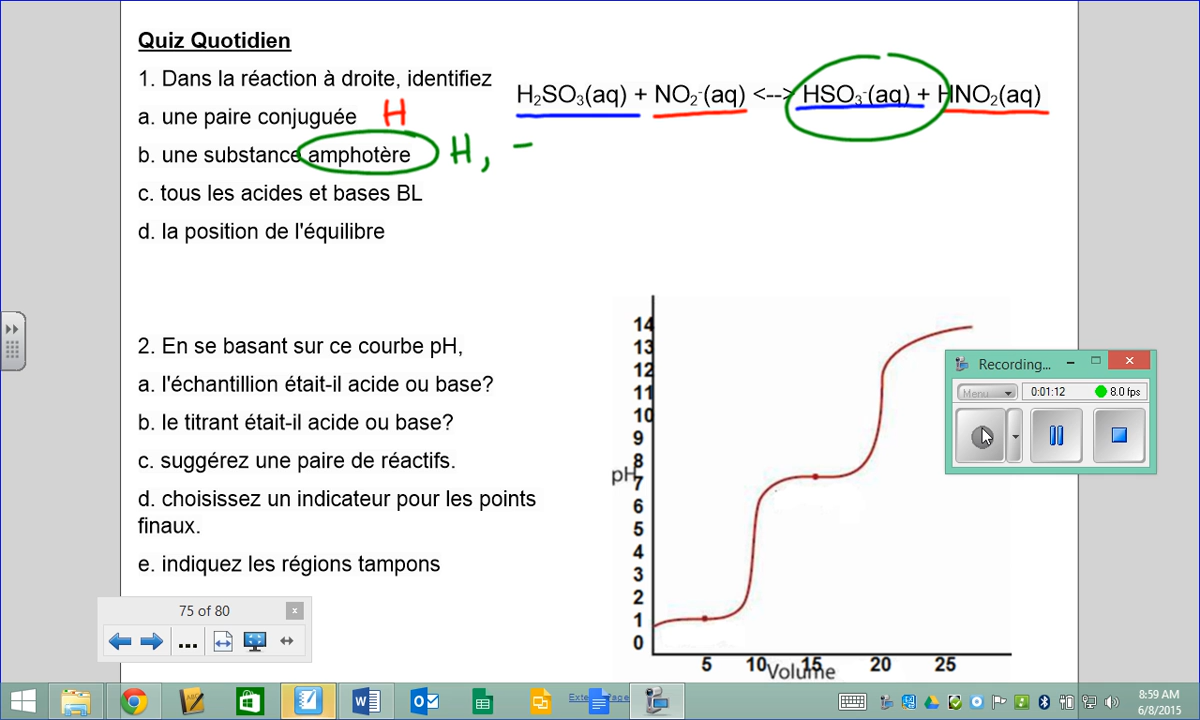 Quiz Quotidien
1. Dans la réaction à droite, identifiez
H₂SO₃(aq) + NO₂⁻(aq) <--> HSO₃⁻(aq) + HNO₂(aq)
a. une paire conjuguée H
b. une substance amphotère H, -
c. tous les acides et bases BL
d. la position de l'équilibre
2. En se basant sur ce courbe pH,
a. l'échantillion était-il acide ou base?
b. le titrant était-il acide ou base?
c. suggérez une paire de réactifs.
d. choisissez un indicateur pour les points
finaux.
e. indiquez les régions tampons
14
13
12
11
10
9
8
pH
7
6
5
4
3
2
1
0
5 10 15 20 25
Volume
Recording...
Menu 0:01:12 8.0 fps
75 of 80
Extend Page
8:59 AM
6/8/2015